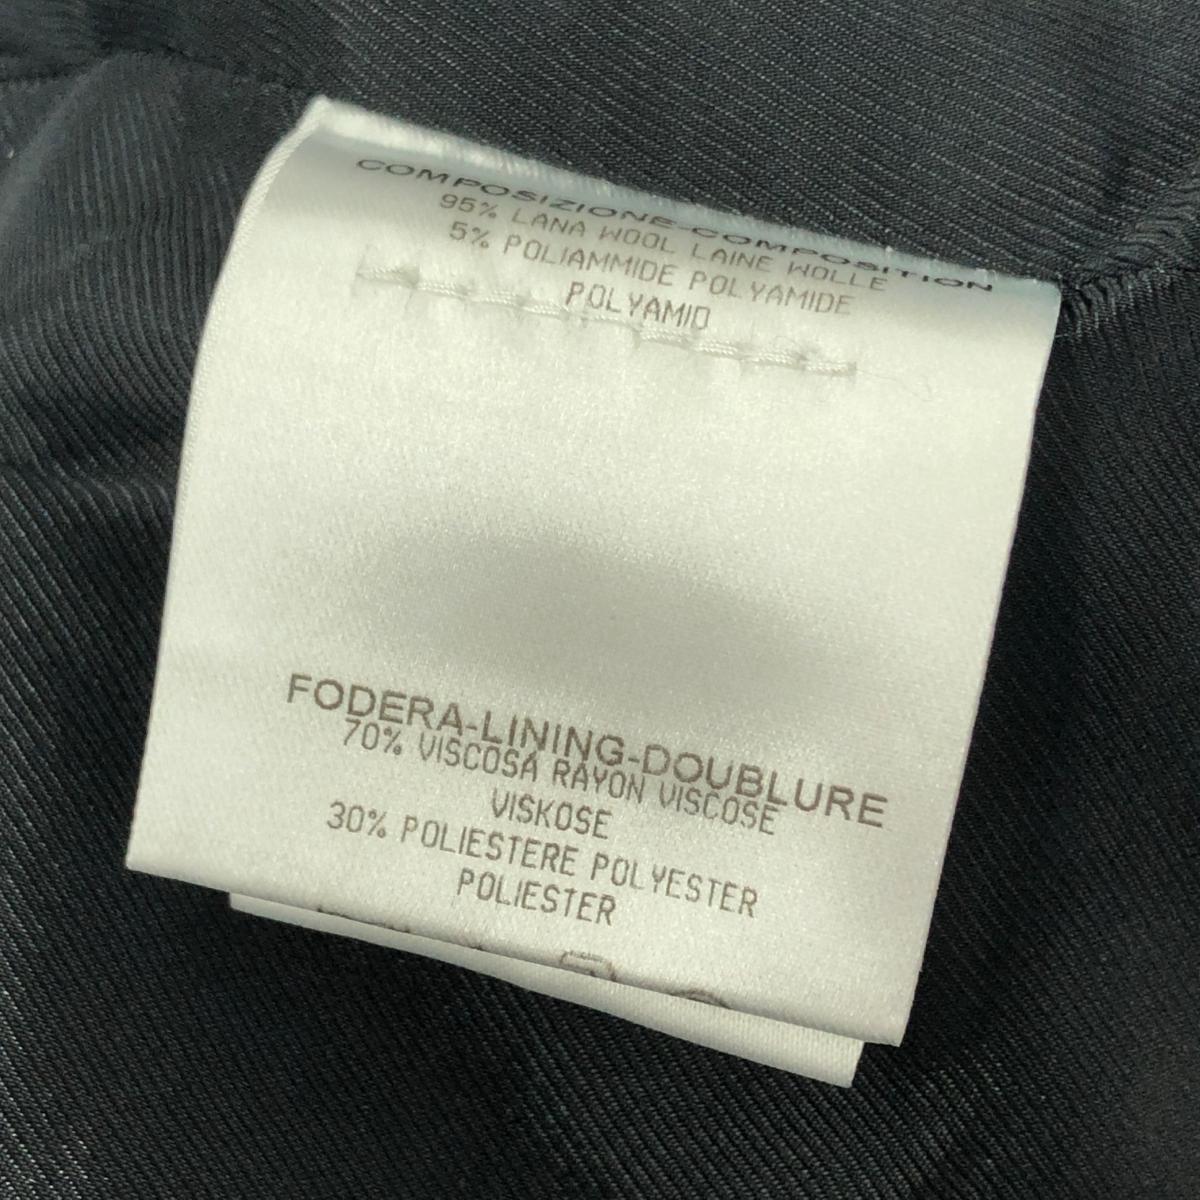 COMPOSIZIONE-COMPOSITION
95% LANA WOOL LAINE WOLLE
5% POLIAMMIDE POLYAMIDE
POLYAMID
FODERA-LINING-DOUBLURE
70% VISCOSA RAYON VISCOSE
VISKOSE
30% POLIESTERE POLYESTER
POLIESTER